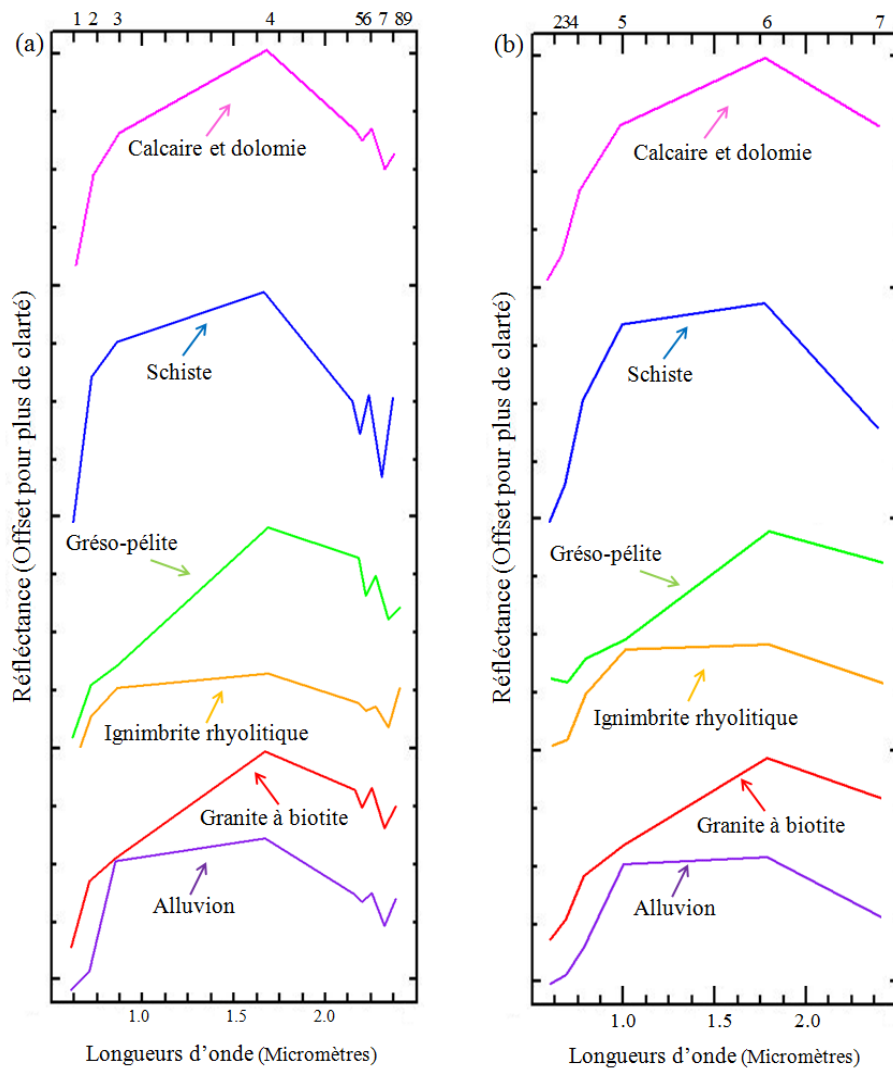 1 2 3 4 56 7 89
(a)
Calcaire et dolomie
Schiste
Gréso-pélite
Ignimbrite rhyolitique
Granite à biotite
Alluvion
Réfléctance (Offset pour plus de clarté)
1.0 1.5 2.0
Longueurs d’onde (Micromètres)
234 5 6 7
(b)
Calcaire et dolomie
Schiste
Gréso-pélite
Ignimbrite rhyolitique
Granite à biotite
Alluvion
Réfléctance (Offset pour plus de clarté)
1.0 1.5 2.0
Longueurs d’onde (Micromètres)